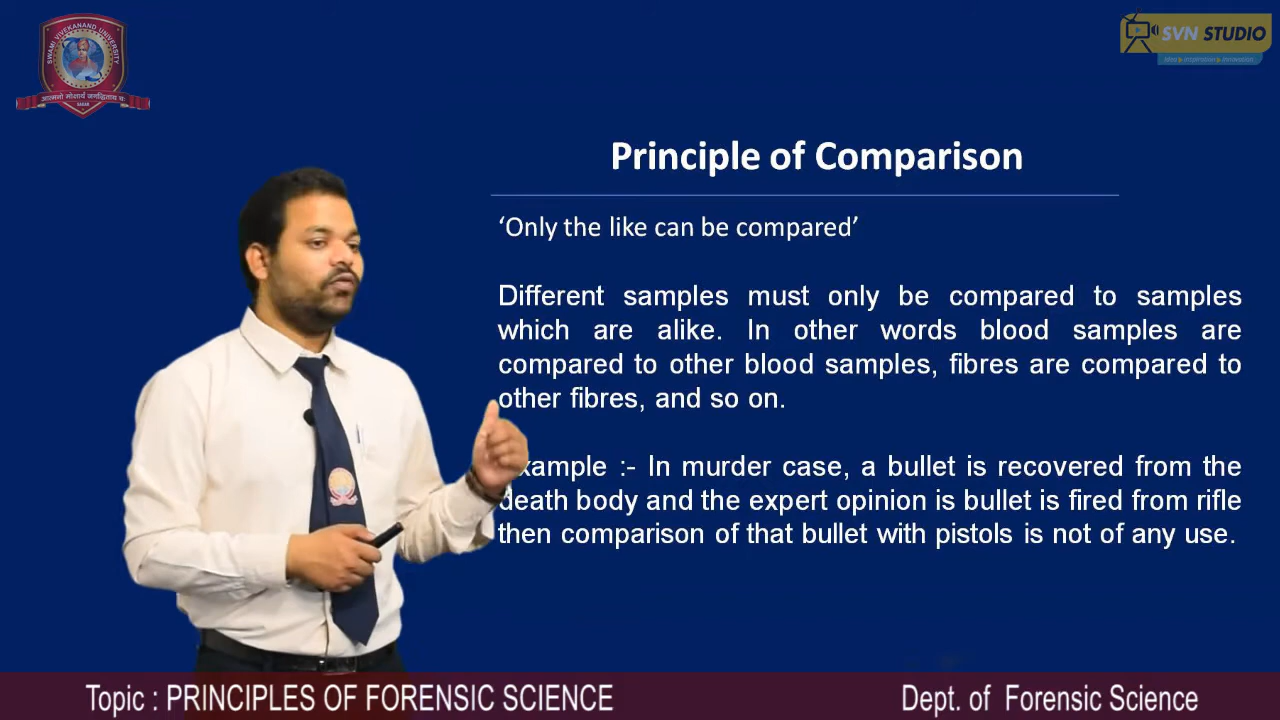 SWAMI VIVEKANAND UNIVERSITY
SAGAR
SVN STUDIO
Principle of Comparison
‘Only the like can be compared’
Different samples must only be compared to samples
which are alike. In other words blood samples are
compared to other blood samples, fibres are compared to
other fibres, and so on.
xample :- In murder case, a bullet is recovered from the
death body and the expert opinion is bullet is fired from rifle
then comparison of that bullet with pistols is not of any use.
Topic : PRINCIPLES OF FORENSIC SCIENCE
Dept. of Forensic Science